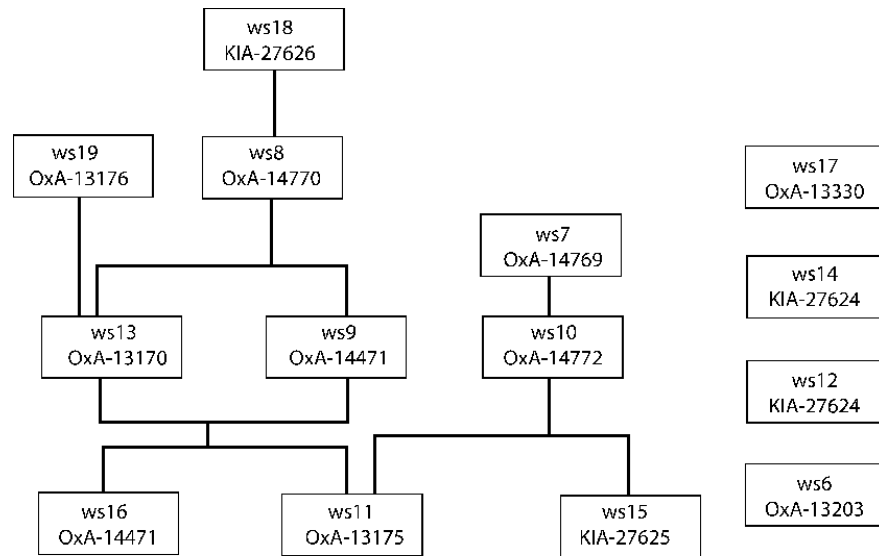 ws18
KIA-27626
ws19
OxA-13176
ws8
OxA-14770
ws17
OxA-13330
ws7
OxA-14769
ws14
KIA-27624
ws13
OxA-13170
ws9
OxA-14471
ws10
OxA-14772
ws12
KIA-27624
ws16
OxA-14471
ws11
OxA-13175
ws15
KIA-27625
ws6
OxA-13203